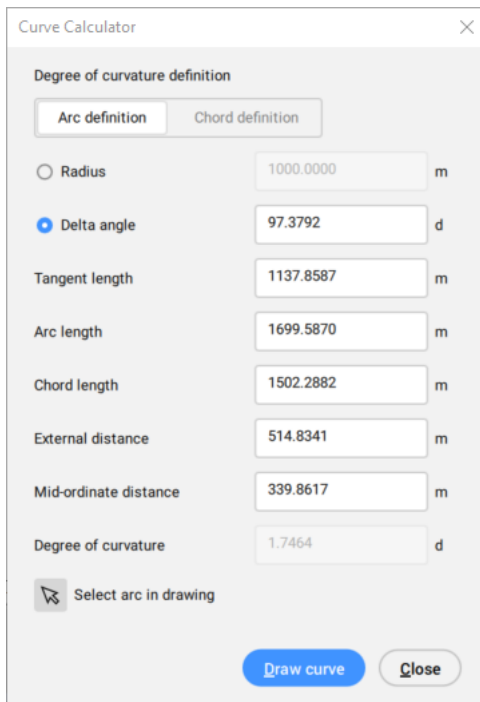 Curve Calculator
Degree of curvature definition
Arc definition Chord definition
Radius 1000.0000 m
Delta angle 97.3792 d
Tangent length 1137.8587 m
Arc length 1699.5870 m
Chord length 1502.2882 m
External distance 514.8341 m
Mid-ordinate distance 339.8617 m
Degree of curvature 1.7464 d
Select arc in drawing
Draw curve Close